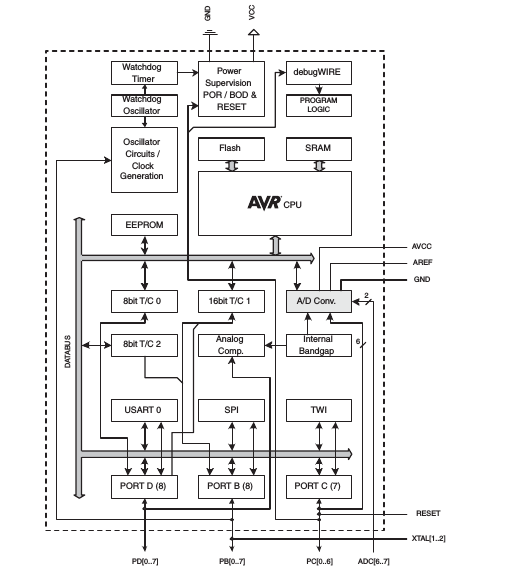 GND
VCC
Watchdog
Timer
Power
Supervision
POR / BOD &
RESET
debugWIRE
Watchdog
Oscillator
PROGRAM
LOGIC
Oscillator
Circuits /
Clock
Generation
Flash
SRAM
AVR CPU
EEPROM
AVCC
AREF
GND
8bit T/C 0
16bit T/C 1
A/D Conv.
2
DATABUS
8bit T/C 2
Analog
Comp.
Internal
Bandgap
6
USART 0
SPI
TWI
PORT D (8)
PORT B (8)
PORT C (7)
RESET
XTAL[1..2]
PD[0..7]
PB[0..7]
PC[0..6]
ADC[6..7]